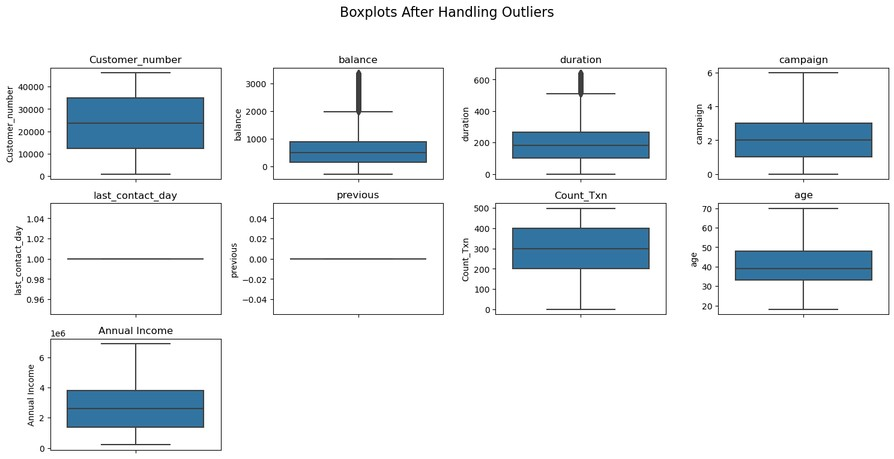 Boxplots After Handling Outliers
Customer_number
balance
duration
campaign
Customer_number
40000
30000
20000
10000
0
balance
3000
2000
1000
0
duration
600
400
200
0
campaign
6
4
2
0
last_contact_day
previous
Count_Txn
age
last_contact_day
1.04
1.02
1.00
0.98
0.96
previous
0.04
0.02
0.00
−0.02
−0.04
Count_Txn
500
400
300
200
100
0
age
70
60
50
40
30
20
Annual Income
1e6
Annual Income
6
4
2
0